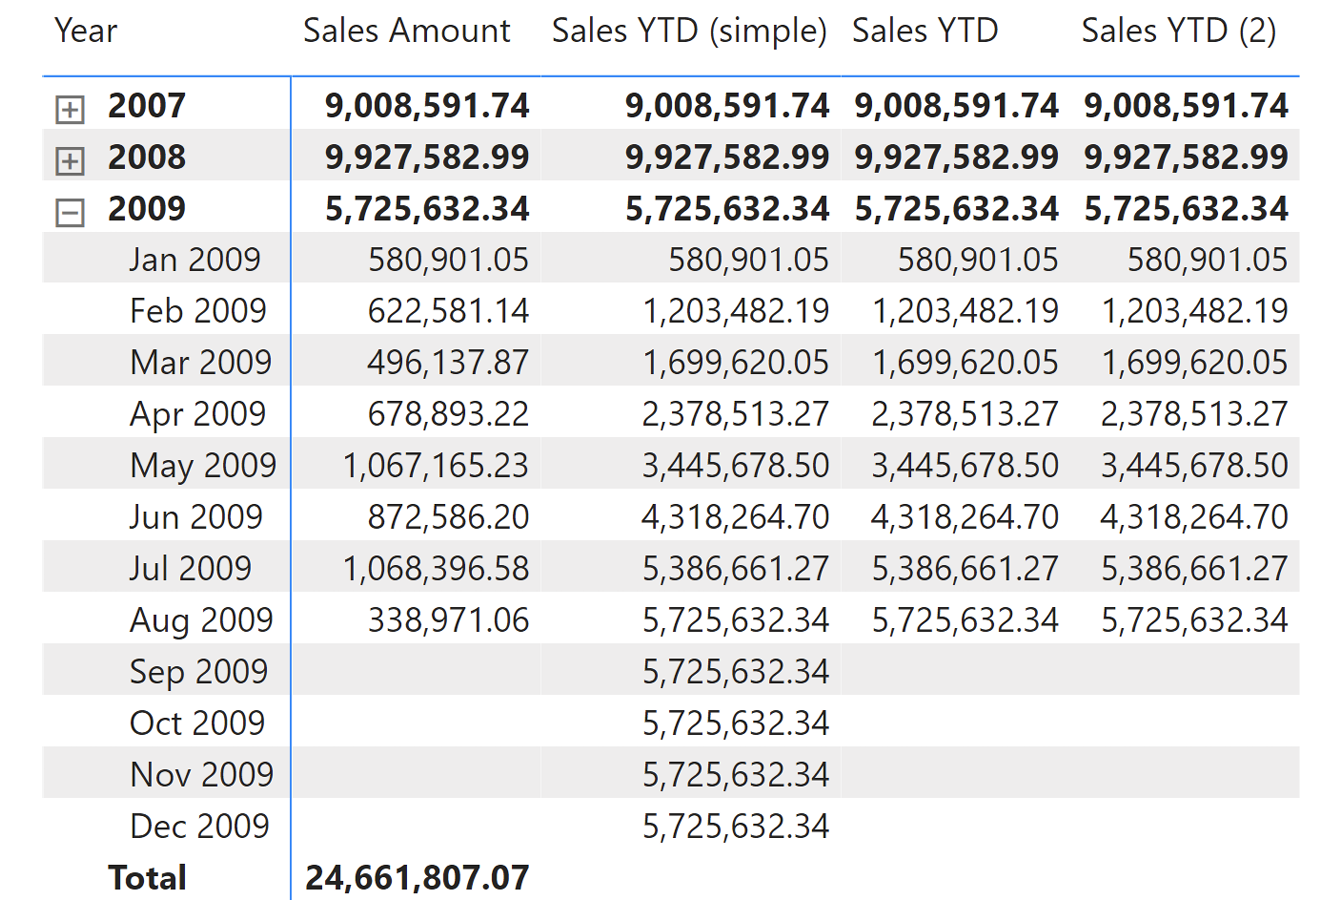 Year Sales Amount Sales YTD (simple) Sales YTD Sales YTD (2)
2007 9,008,591.74 9,008,591.74 9,008,591.74 9,008,591.74
2008 9,927,582.99 9,927,582.99 9,927,582.99 9,927,582.99
2009 5,725,632.34 5,725,632.34 5,725,632.34 5,725,632.34
Jan 2009 580,901.05 580,901.05 580,901.05 580,901.05
Feb 2009 622,581.14 1,203,482.19 1,203,482.19 1,203,482.19
Mar 2009 496,137.87 1,699,620.05 1,699,620.05 1,699,620.05
Apr 2009 678,893.22 2,378,513.27 2,378,513.27 2,378,513.27
May 2009 1,067,165.23 3,445,678.50 3,445,678.50 3,445,678.50
Jun 2009 872,586.20 4,318,264.70 4,318,264.70 4,318,264.70
Jul 2009 1,068,396.58 5,386,661.27 5,386,661.27 5,386,661.27
Aug 2009 338,971.06 5,725,632.34 5,725,632.34 5,725,632.34
Sep 2009 5,725,632.34
Oct 2009 5,725,632.34
Nov 2009 5,725,632.34
Dec 2009 5,725,632.34
Total 24,661,807.07